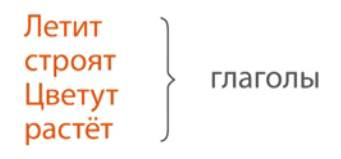 Летит
строят
Цветут
растёт
глаголы